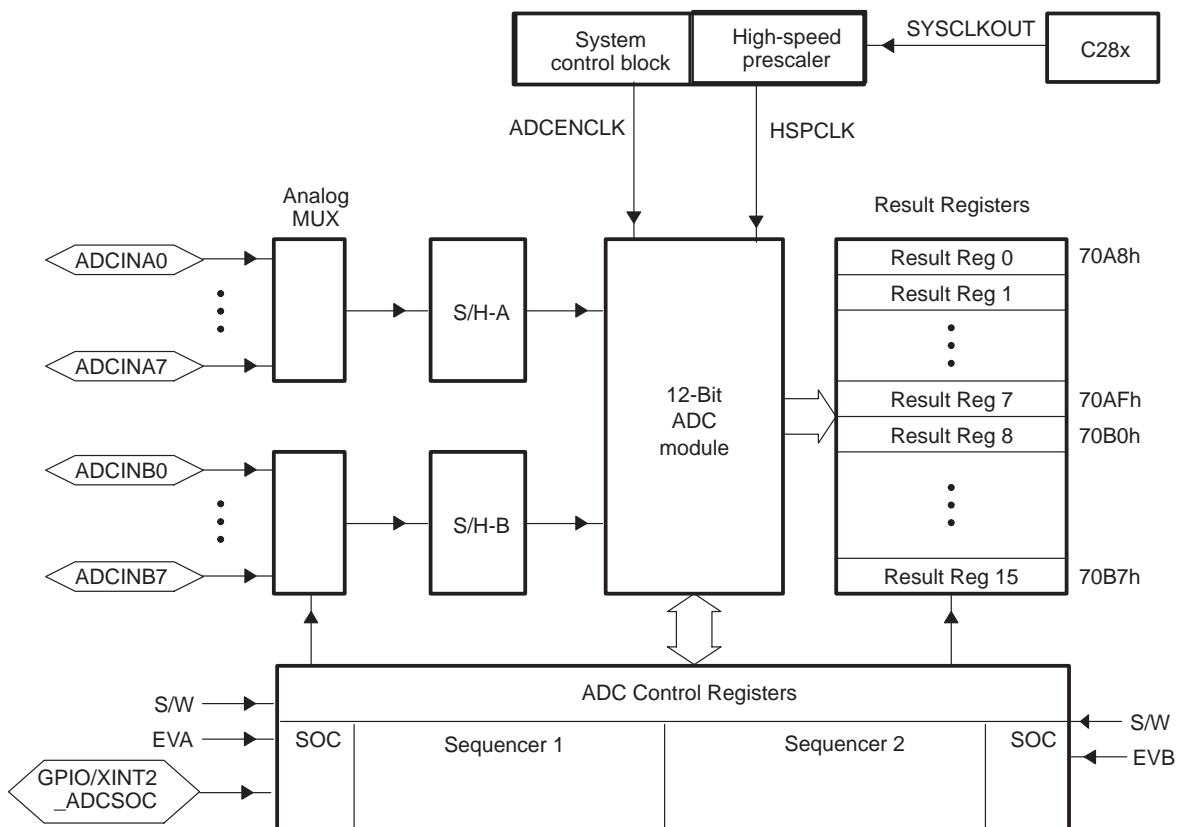 System
control block
High-speed
prescaler
SYSCLKOUT
C28x
ADCENCLK
HSPCLK
Analog
MUX
Result Registers
ADCINA0
ADCINA7
S/H-A
12-Bit
ADC
module
Result Reg 0
70A8h
Result Reg 1
Result Reg 7
70AFh
Result Reg 8
70B0h
Result Reg 15
70B7h
ADCINB0
ADCINB7
S/H-B
ADC Control Registers
S/W
EVA
GPIO/XINT2
_ADCSOC
SOC
Sequencer 1
Sequencer 2
SOC
S/W
EVB